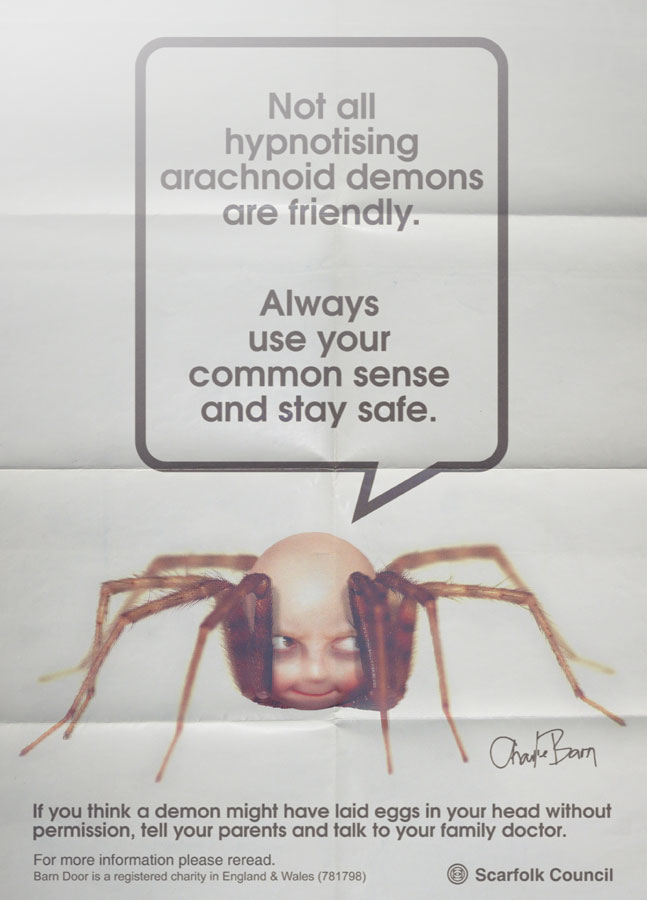 Not all
hypnotising
arachnoid demons
are friendly.
Always
use your
common sense
and stay safe.
Charlie Barn
If you think a demon might have laid eggs in your head without
permission, tell your parents and talk to your family doctor.
For more information please reread.
Barn Door is a registered charity in England & Wales (781798)
Scarfolk Council